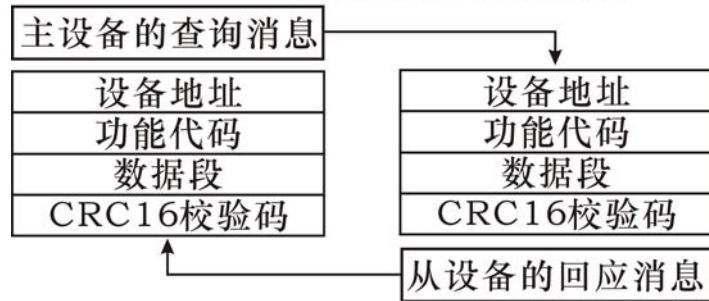 主设备的查询消息
设备地址
功能代码
数据段
CRC16校验码
设备地址
功能代码
数据段
CRC16校验码
从设备的回应消息